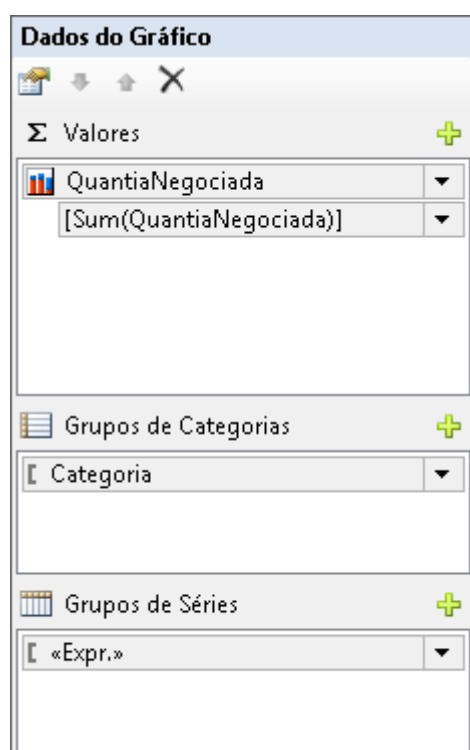 Dados do Gráfico
Σ Valores
QuantiaNegociada
[Sum(QuantiaNegociada)]
Grupos de Categorias
Categoria
Grupos de Séries
«Expr.»